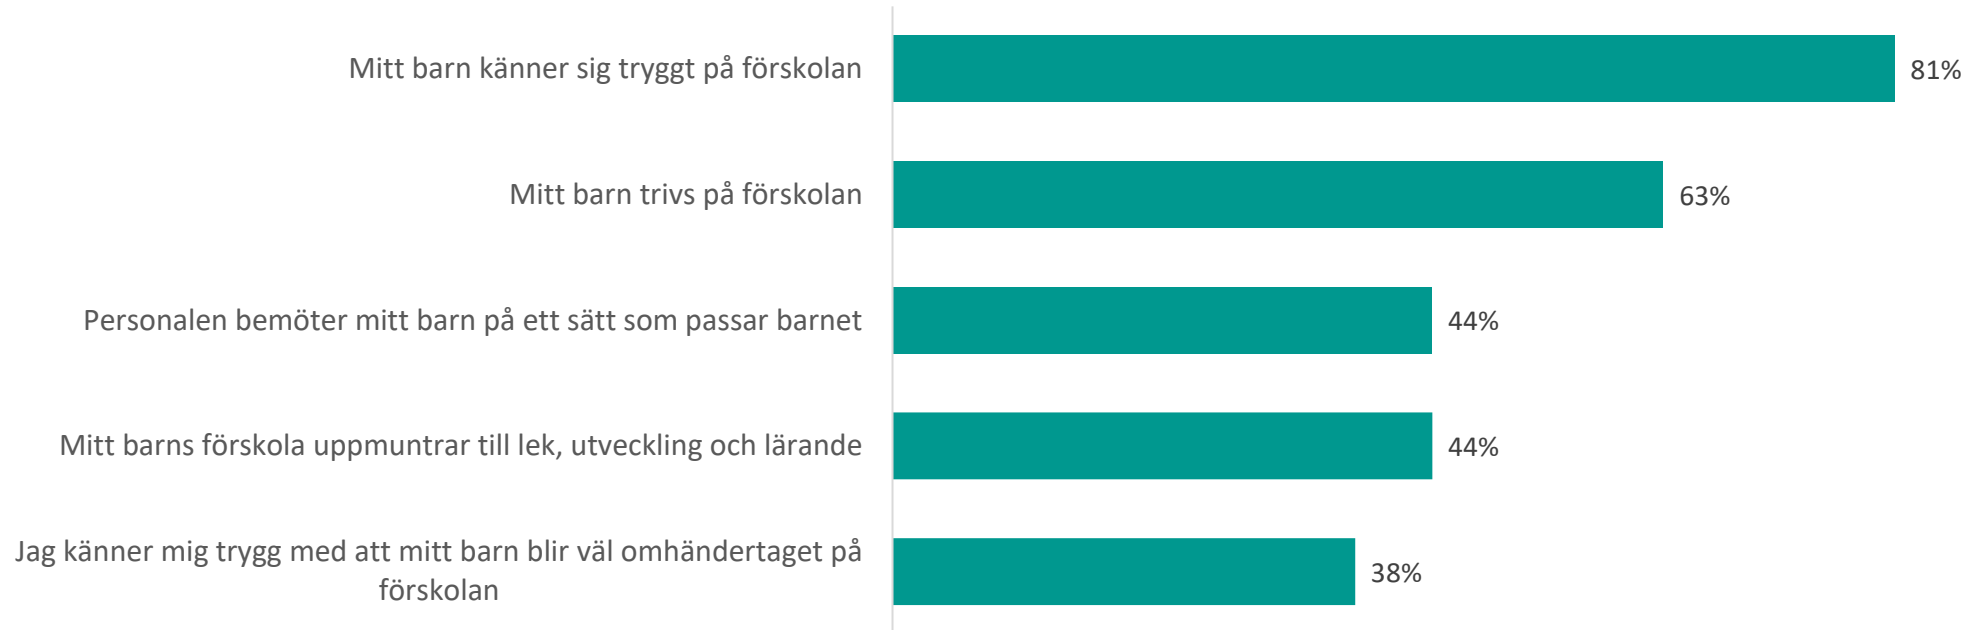 Mitt barn känner sig tryggt på förskolan
81%
Mitt barn trivs på förskolan
63%
Personalen bemöter mitt barn på ett sätt som passar barnet
44%
Mitt barns förskola uppmuntrar till lek, utveckling och lärande
44%
Jag känner mig trygg med att mitt barn blir väl omhändertaget på
förskolan
38%